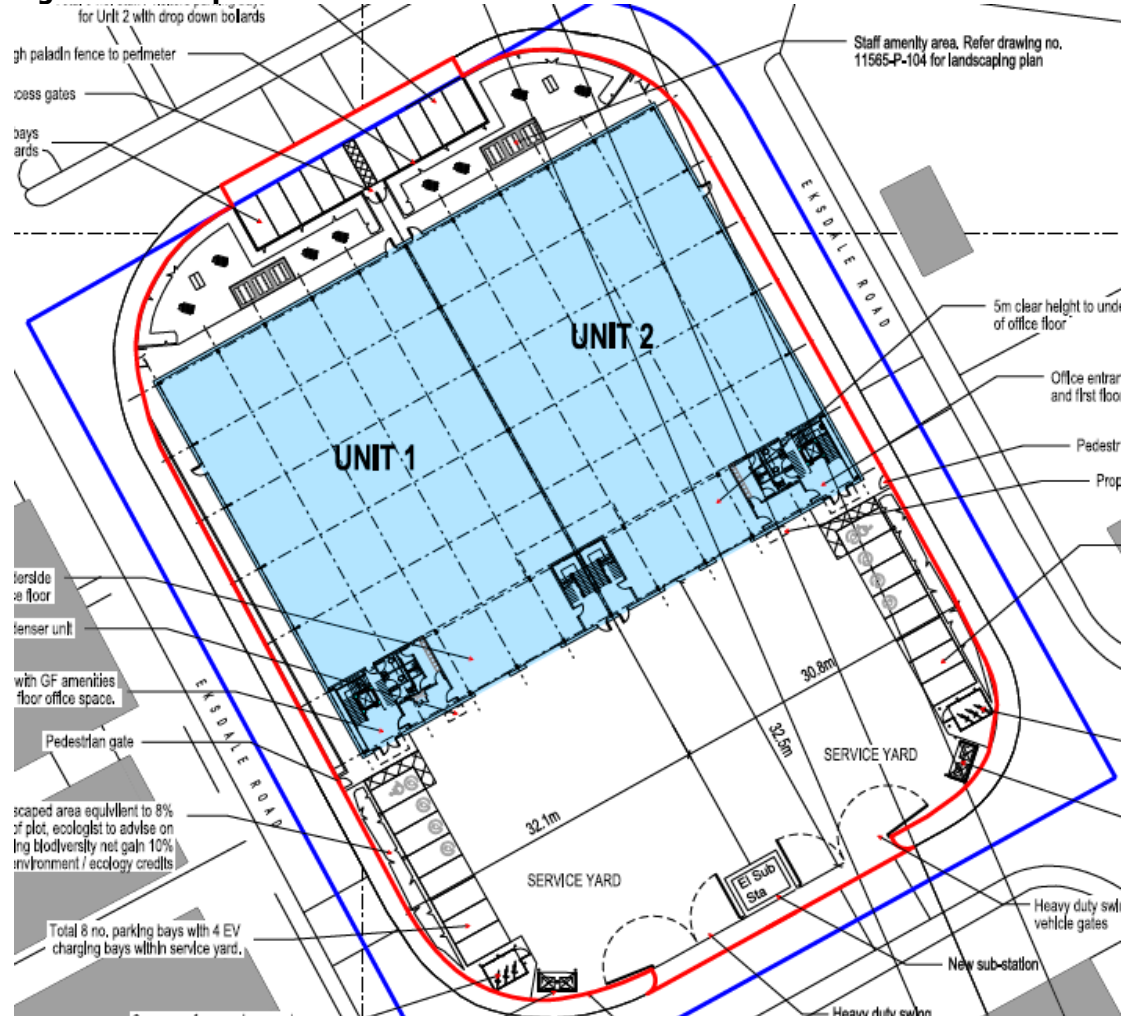 for Unit 2 with drop down bollards
gh paladin fence to perimeter
Staff amenity area. Refer drawing no.
11565-P-104 for landscaping plan
ccess gates
bays
ards
EKSDALE ROAD
5m clear height to unde
of office floor
UNIT 2
Office entran
and first floo
UNIT 1
Pedestr
Prop
derside
ce floor
denser unit
with GF amenities
floor office space.
EKSDALE ROAD
Pedestrian gate
30.8m
32.5m
SERVICE YARD
scaped area equivilent to 8%
of plot, ecologist to advise on
ing biodiversity net gain 10%
environment / ecology credits
32.1m
SERVICE YARD
El Sub
Sta
Total 8 no. parking bays with 4 EV
charging bays within service yard.
Heavy duty swi
vehicle gates
New sub-station
Heavy duty swing